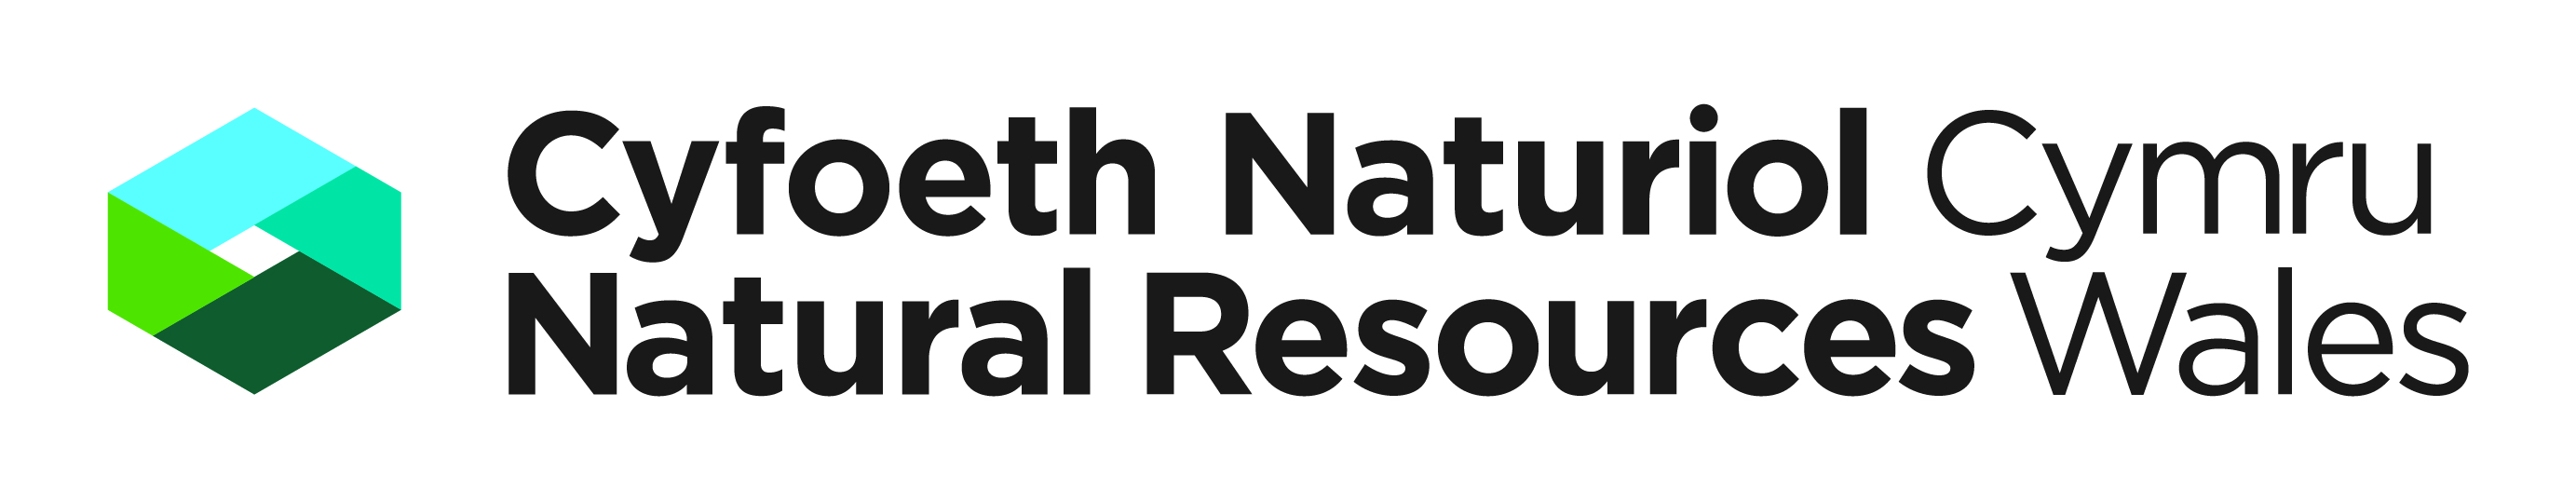 Cyfoeth Naturiol Cymru
Natural Resources Wales